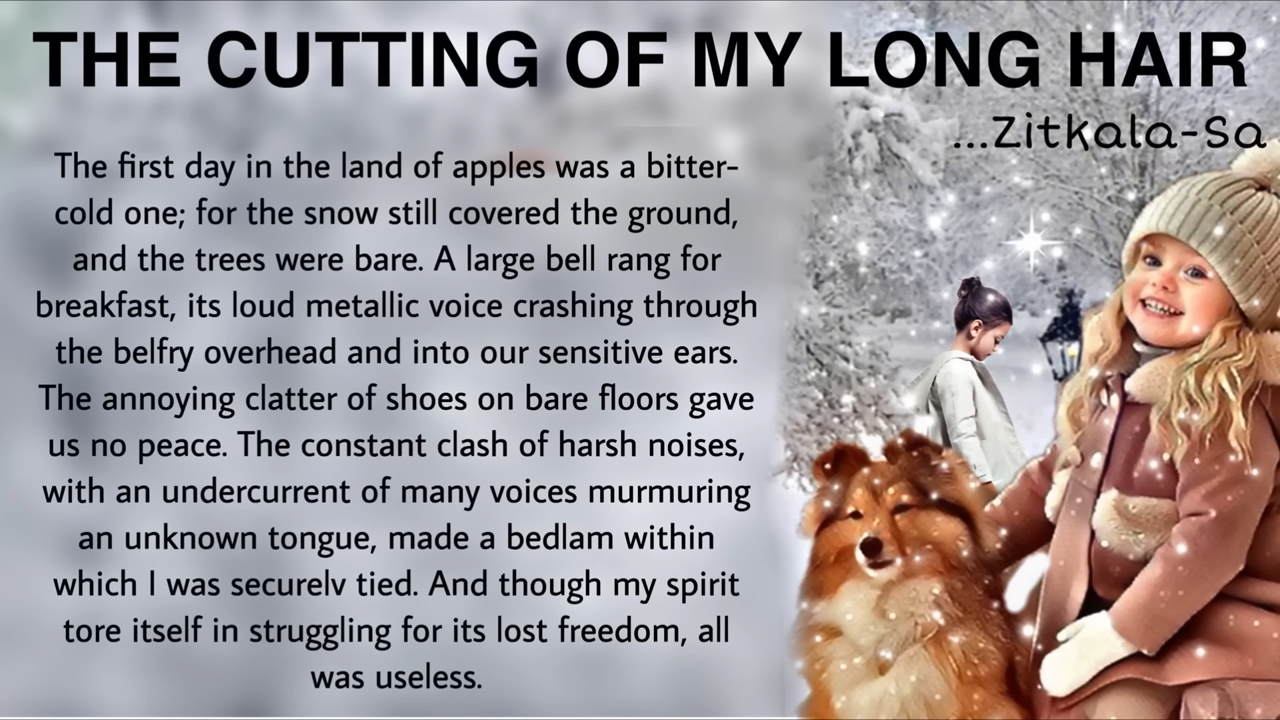 THE CUTTING OF MY LONG HAIR
...Zitkala-Sa
The first day in the land of apples was a bitter-
cold one; for the snow still covered the ground,
and the trees were bare. A large bell rang for
breakfast, its loud metallic voice crashing through
the belfry overhead and into our sensitive ears.
The annoying clatter of shoes on bare floors gave
us no peace. The constant clash of harsh noises,
with an undercurrent of many voices murmuring
an unknown tongue, made a bedlam within
which I was securelv tied. And though my spirit
tore itself in struggling for its lost freedom, all
was useless.